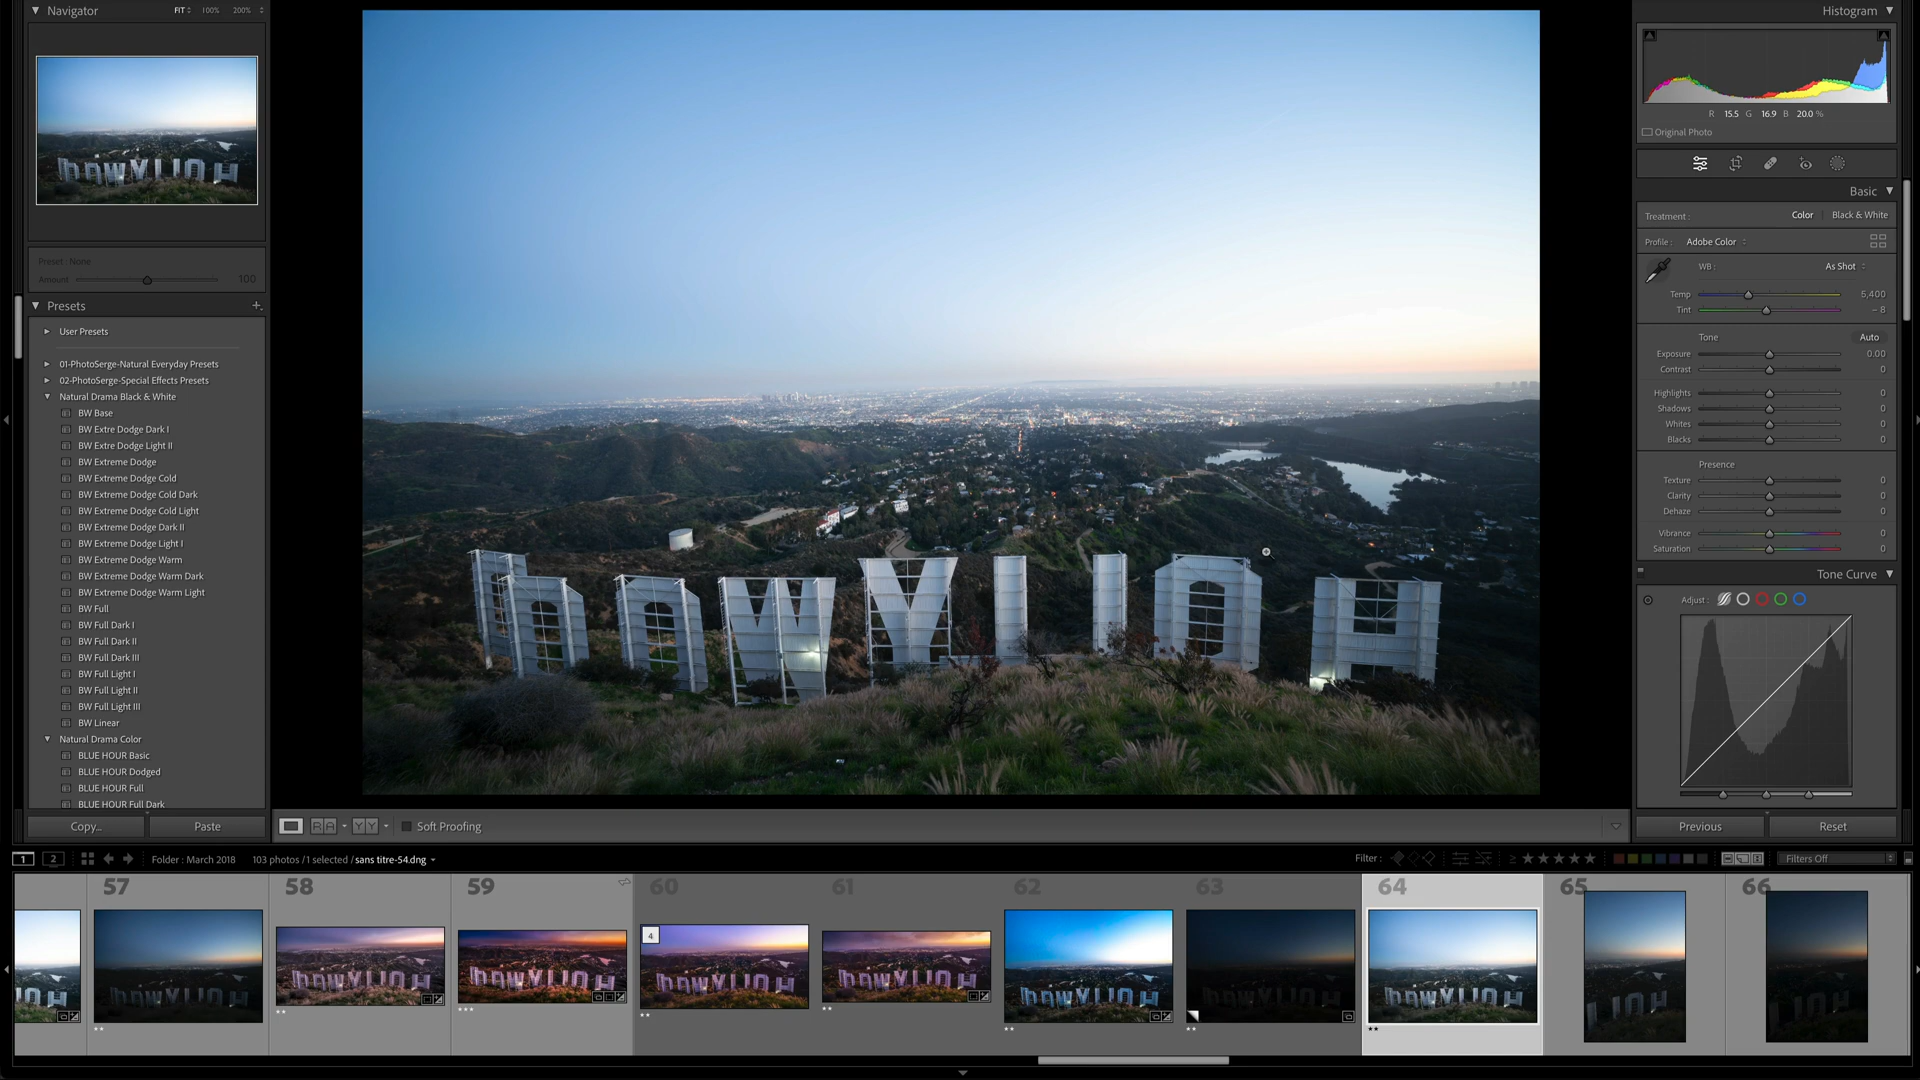 Navigator
FIT
100%
200%
Preset : None
Amount
100
Presets
+
User Presets
01-PhotoSerge-Natural Everyday Presets
02-PhotoSerge-Special Effects Presets
Natural Drama Black & White
BW Base
BW Extre Dodge Dark I
BW Extre Dodge Light II
BW Extreme Dodge
BW Extreme Dodge Cold
BW Extreme Dodge Cold Dark
BW Extreme Dodge Cold Light
BW Extreme Dodge Dark II
BW Extreme Dodge Light I
BW Extreme Dodge Warm
BW Extreme Dodge Warm Dark
BW Extreme Dodge Warm Light
BW Full
BW Full Dark I
BW Full Dark II
BW Full Dark III
BW Full Light I
BW Full Light II
BW Full Light III
BW Linear
Natural Drama Color
BLUE HOUR Basic
BLUE HOUR Dodged
BLUE HOUR Full
BLUE HOUR Full Dark
Copy...
Paste
Soft Proofing
Histogram
R 15.5 G 16.9 B 20.0 %
Original Photo
Basic
Treatment : Color Black & White
Profile : Adobe Color
WB : As Shot
Temp 5,400
Tint – 8
Tone Auto
Exposure 0.00
Contrast 0
Highlights 0
Shadows 0
Whites 0
Blacks 0
Presence
Texture 0
Clarity 0
Dehaze 0
Vibrance 0
Saturation 0
Tone Curve
Adjust :
Previous
Reset
1 2 Folder : March 2018 103 photos / 1 selected / sans titre-54.dng
Filter : ≥ ★★★★★ Filters Off
57 58 59 60 61 62 63 64 65 66
4